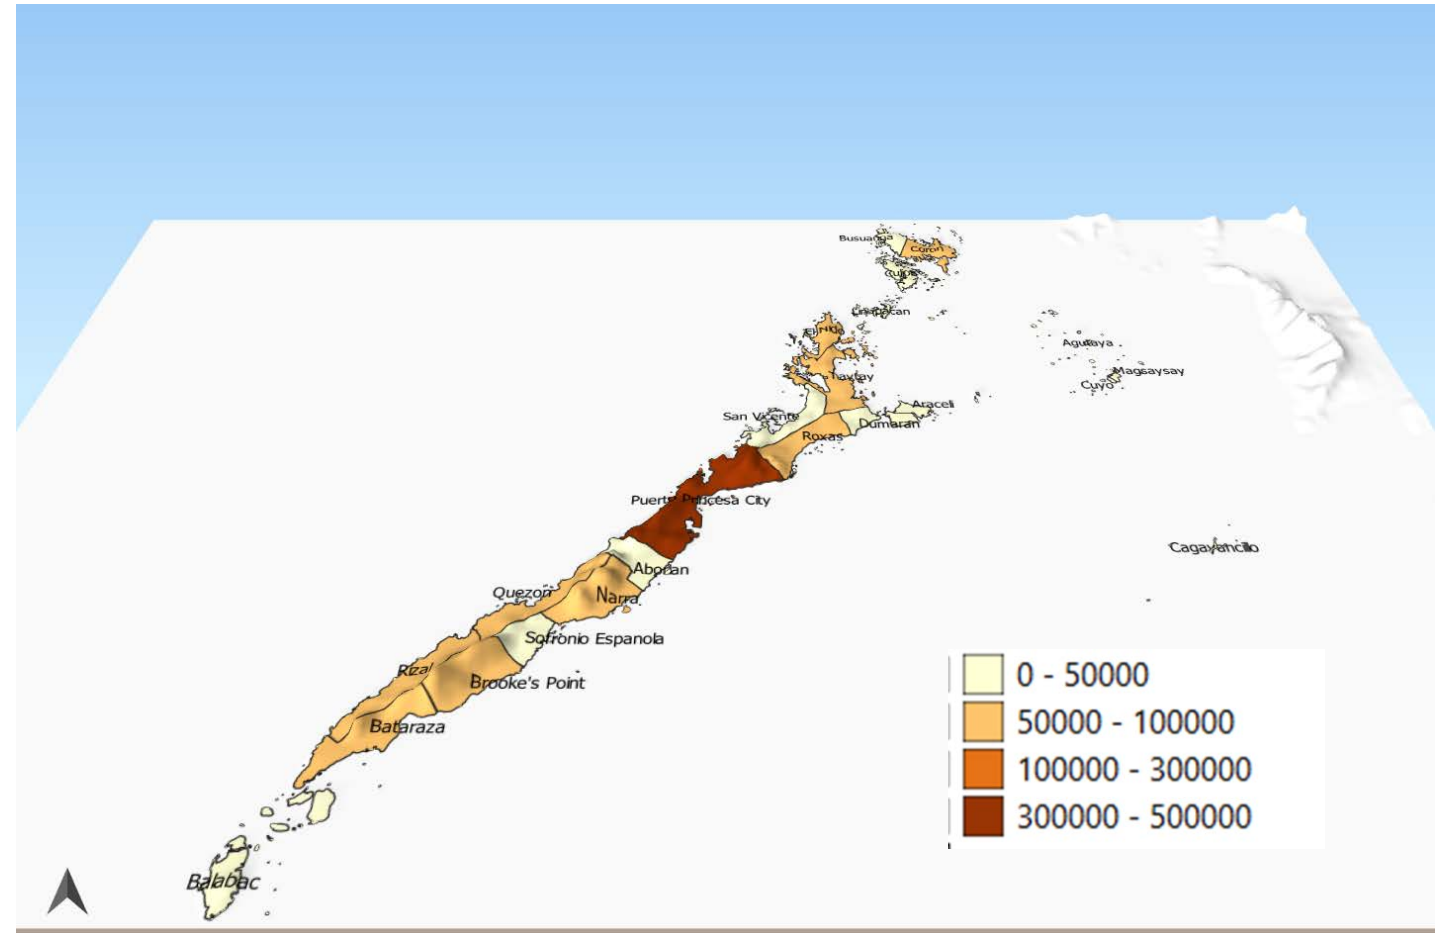 Busuanga
Coron
Culion
Linapacan
El Nido
Agutaya
Taytay
Magsaysay
Cuyo
Araceli
San Vicente
Dumaran
Roxas
Puerto Princesa City
Cagayancillo
Aborlan
Quezon
Narra
Sofronio Espanola
Rizal
Brooke's Point
Bataraza
Balabac
0 - 50000
50000 - 100000
100000 - 300000
300000 - 500000